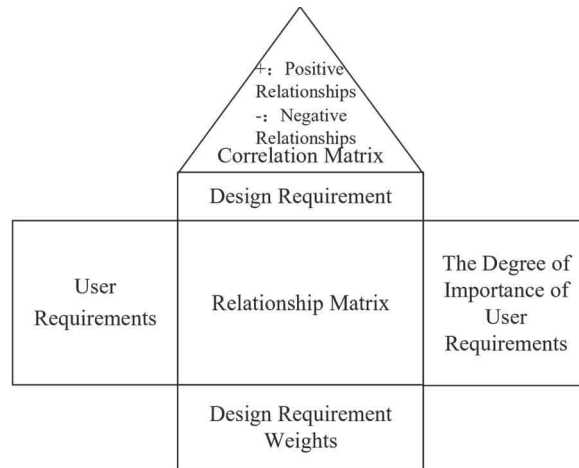 +: Positive
Relationships
-: Negative
Relationships
Correlation Matrix
Design Requirement
User
Requirements
Relationship Matrix
The Degree of
Importance of
User
Requirements
Design Requirement
Weights